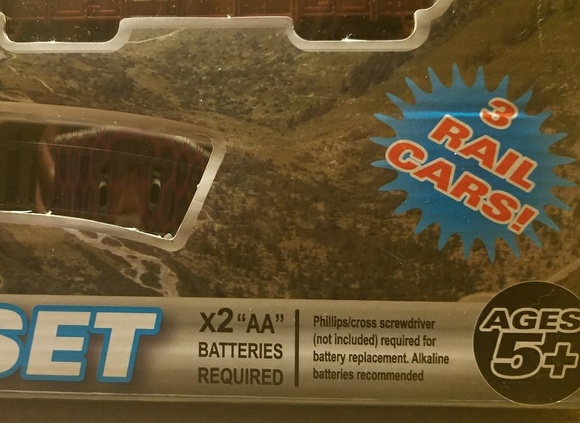 3
RAIL
CARS!
SET
X2 "AA"
BATTERIES
REQUIRED
Phillips/cross screwdriver
(not included) required for
battery replacement. Alkaline
batteries recommended
AGES
5+